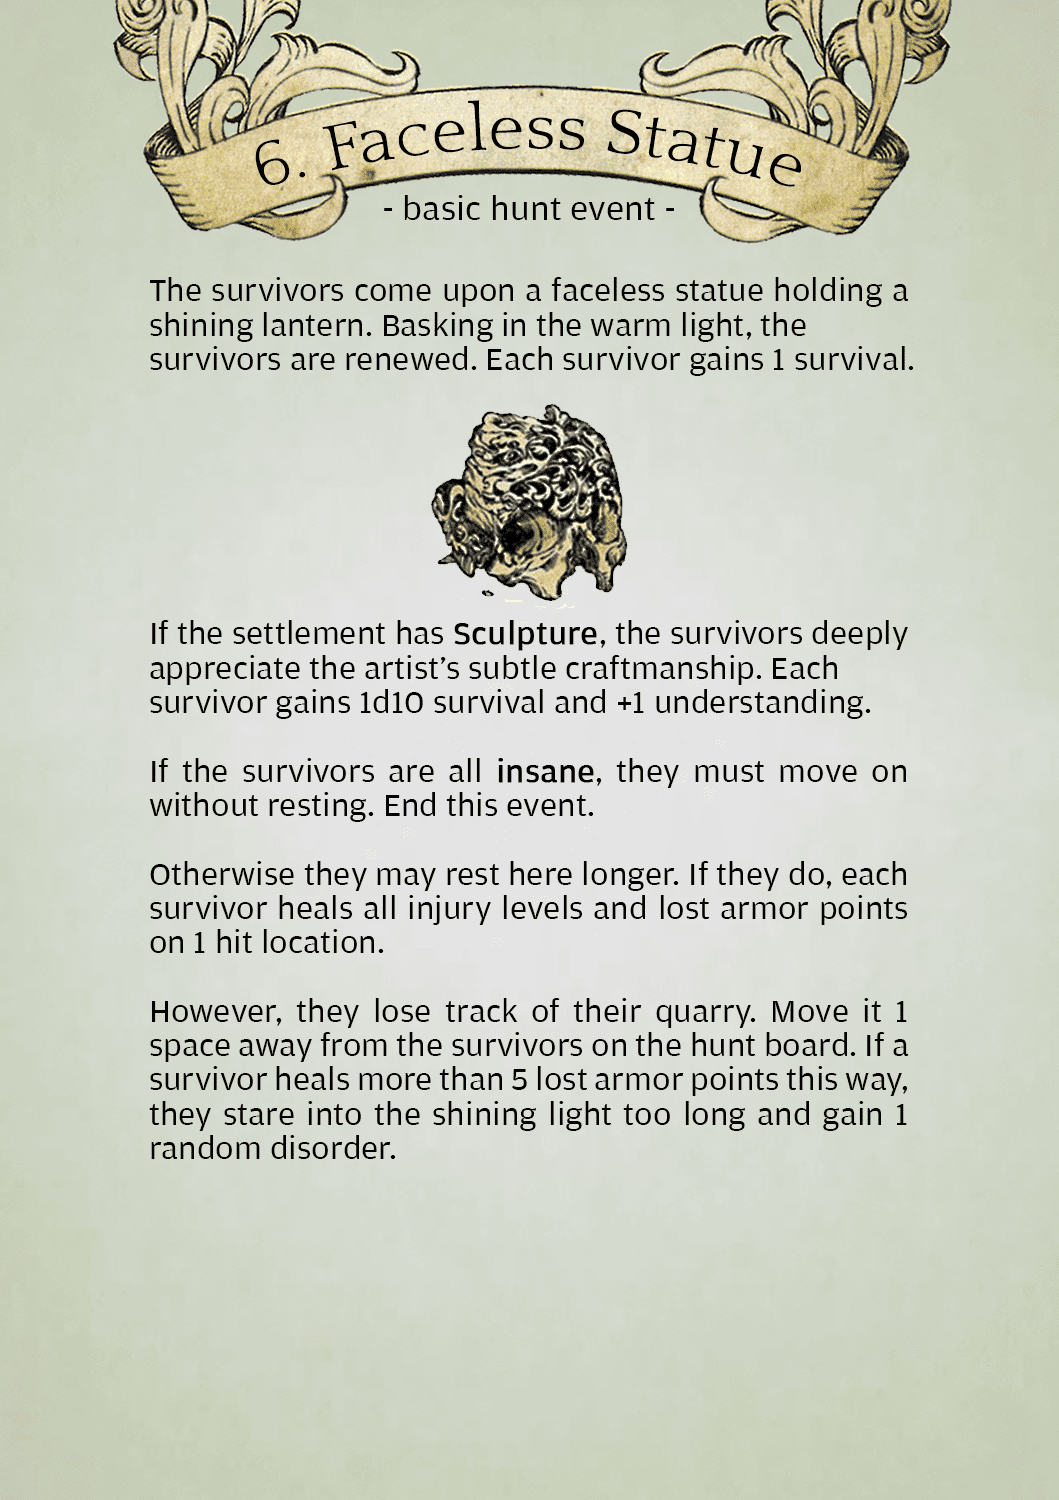 6. Faceless Statue
- basic hunt event -
The survivors come upon a faceless statue holding a
shining lantern. Basking in the warm light, the
survivors are renewed. Each survivor gains 1 survival.
If the settlement has Sculpture, the survivors deeply
appreciate the artist’s subtle craftmanship. Each
survivor gains 1d10 survival and +1 understanding.
If the survivors are all insane, they must move on
without resting. End this event.
Otherwise they may rest here longer. If they do, each
survivor heals all injury levels and lost armor points
on 1 hit location.
However, they lose track of their quarry. Move it 1
space away from the survivors on the hunt board. If a
survivor heals more than 5 lost armor points this way,
they stare into the shining light too long and gain 1
random disorder.